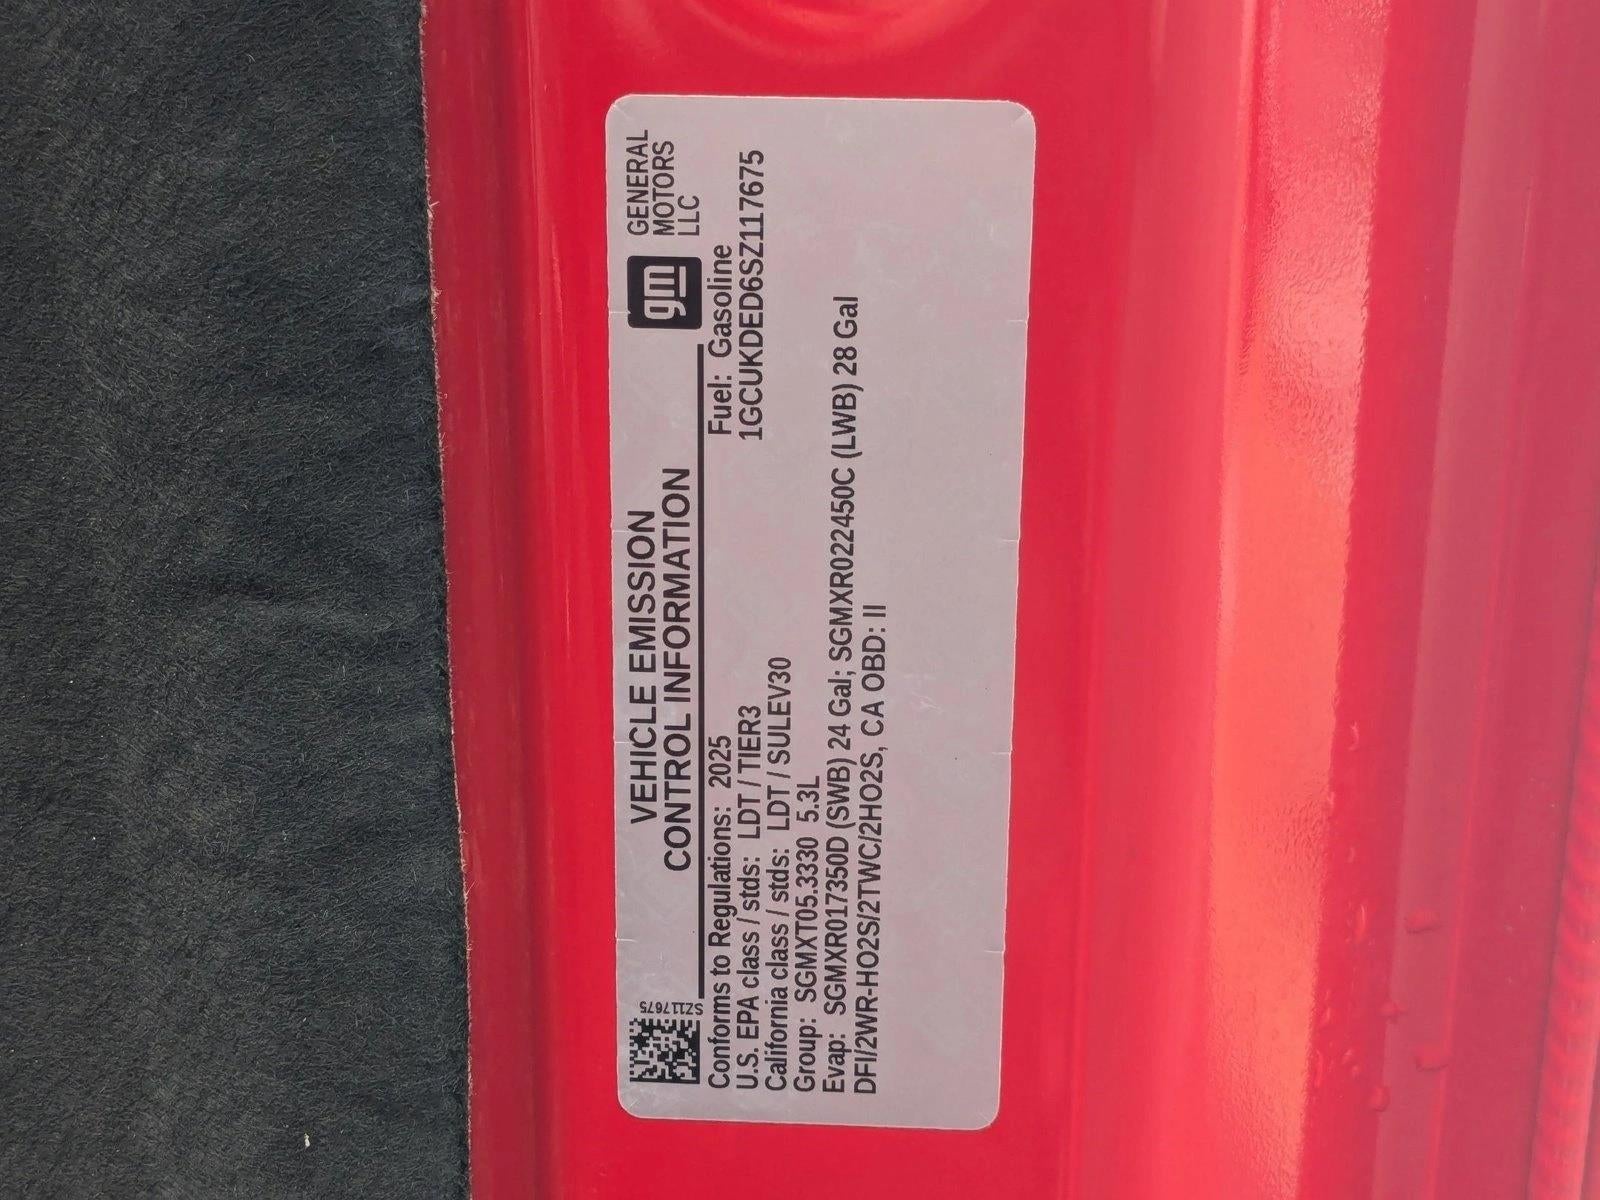 SZ117675
VEHICLE EMISSION
CONTROL INFORMATION
gm
GENERAL
MOTORS
LLC
Conforms to Regulations: 2025
Fuel: Gasoline
U.S. EPA class / stds: LDT / TIER3
1GCUKDED6SZ117675
California class / stds: LDT / SULEV30
Group: SGMXT05.3330 5.3L
Evap: SGMXR017350D (SWB) 24 Gal; SGMXR022450C (LWB) 28 Gal
DFI/2WR-HO2S/2TWC/2HO2S, CA OBD: II